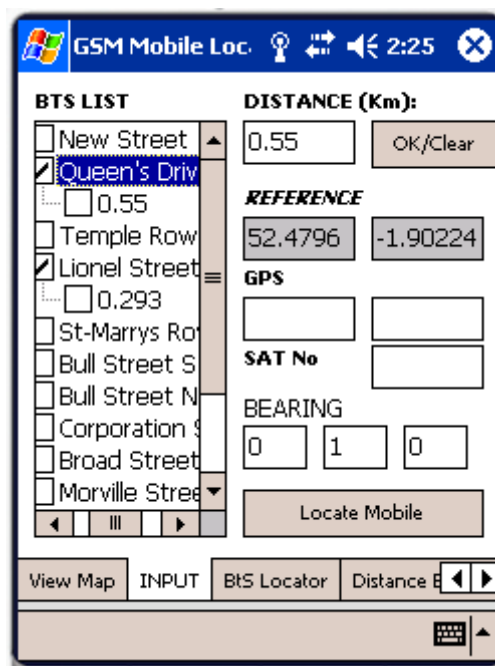 GSM Mobile Loc. 2:25
BTS LIST
New Street
Queen's Driv
0.55
Temple Row
Lionel Street
0.293
St-Marrys Ro
Bull Street S
Bull Street N
Corporation S
Broad Street
Morville Stree
DISTANCE (Km):
0.55 OK/Clear
REFERENCE
52.4796 -1.90224
GPS
SAT No
BEARING
0 1 0
Locate Mobile
View Map INPUT BtS Locator Distance E